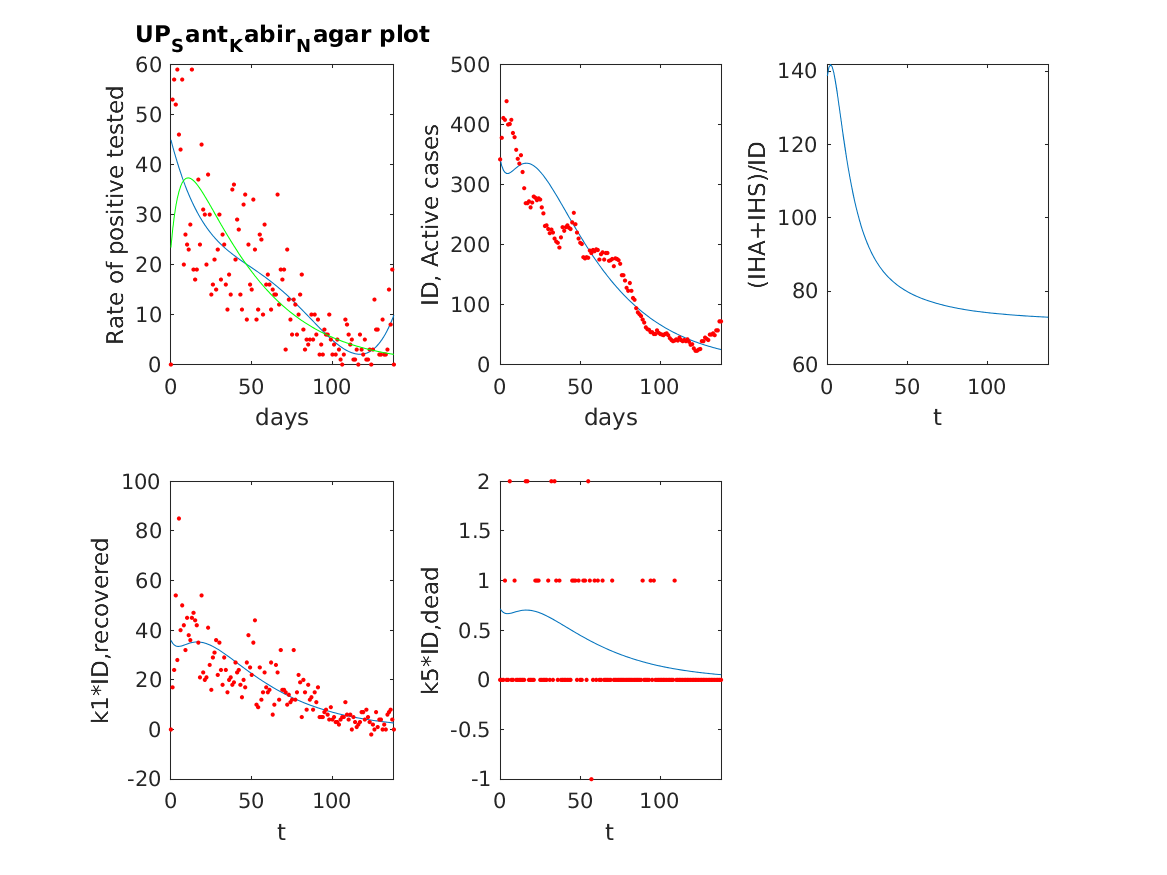 UPSantKabirNagar plot
60
50
40
30
20
10
0
0 50 100
Rate of positive tested
days
500
400
300
200
100
0
0 50 100
ID, Active cases
days
140
120
100
80
60
0 50 100
(IHA+IHS)/ID
t
100
80
60
40
20
0
-20
0 50 100
k1*ID,recovered
t
2
1.5
1
0.5
0
-0.5
-1
0 50 100
k5*ID,dead
t